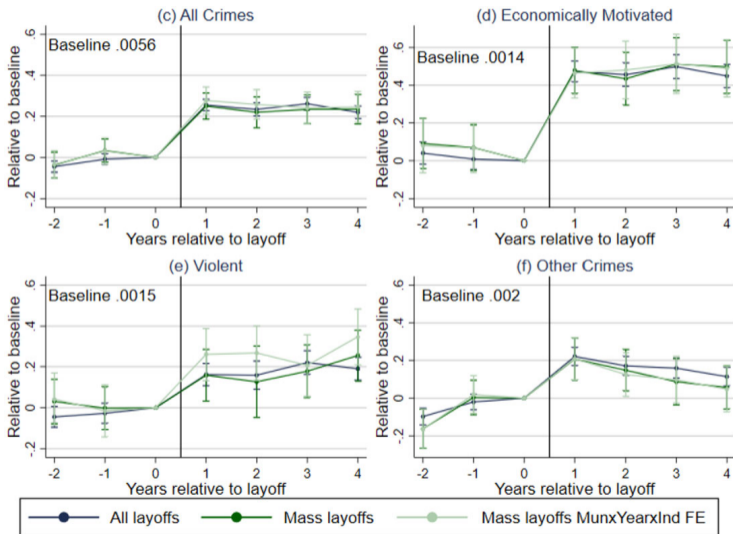 (c) All Crimes
Baseline .0056
Relative to baseline
.6
.4
.2
0
-.2
-2 -1 0 1 2 3 4
Years relative to layoff
(d) Economically Motivated
Baseline .0014
Relative to baseline
.6
.4
.2
0
-.2
-2 -1 0 1 2 3 4
Years relative to layoff
(e) Violent
Baseline .0015
Relative to baseline
.6
.4
.2
0
-.2
-2 -1 0 1 2 3 4
Years relative to layoff
(f) Other Crimes
Baseline .002
Relative to baseline
.6
.4
.2
0
-.2
-2 -1 0 1 2 3 4
Years relative to layoff
All layoffs Mass layoffs Mass layoffs MunxYearxInd FE